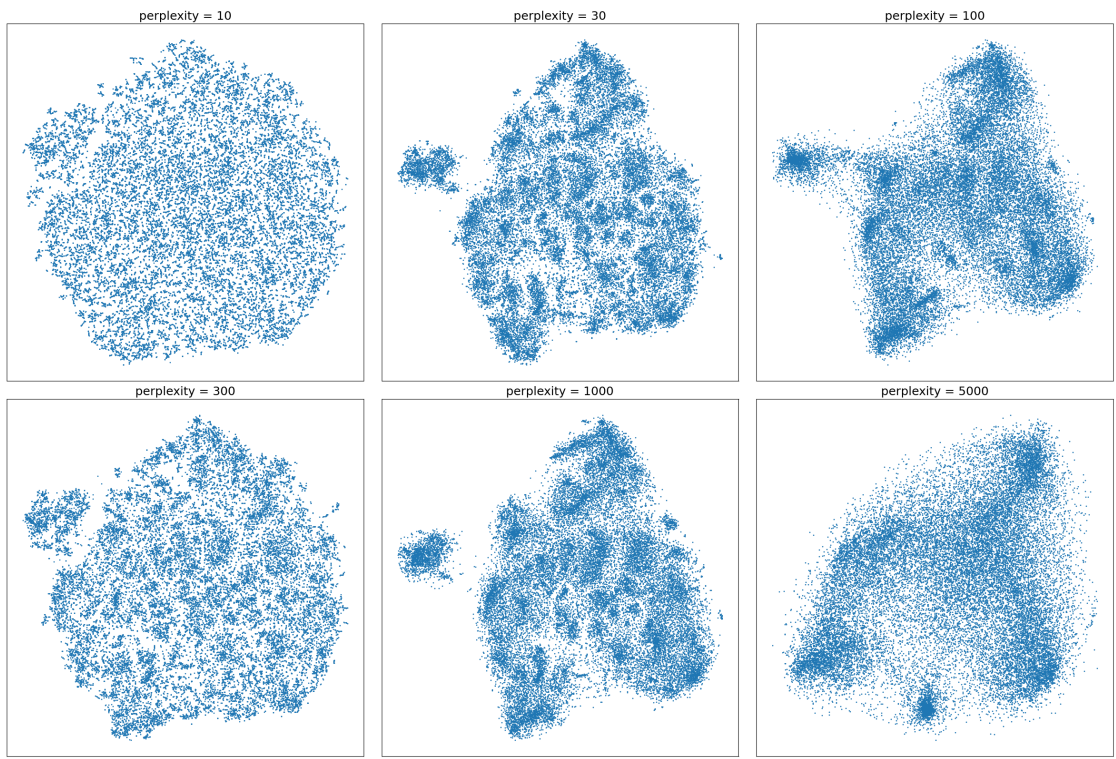 perplexity = 10
perplexity = 30
perplexity = 100
perplexity = 300
perplexity = 1000
perplexity = 5000